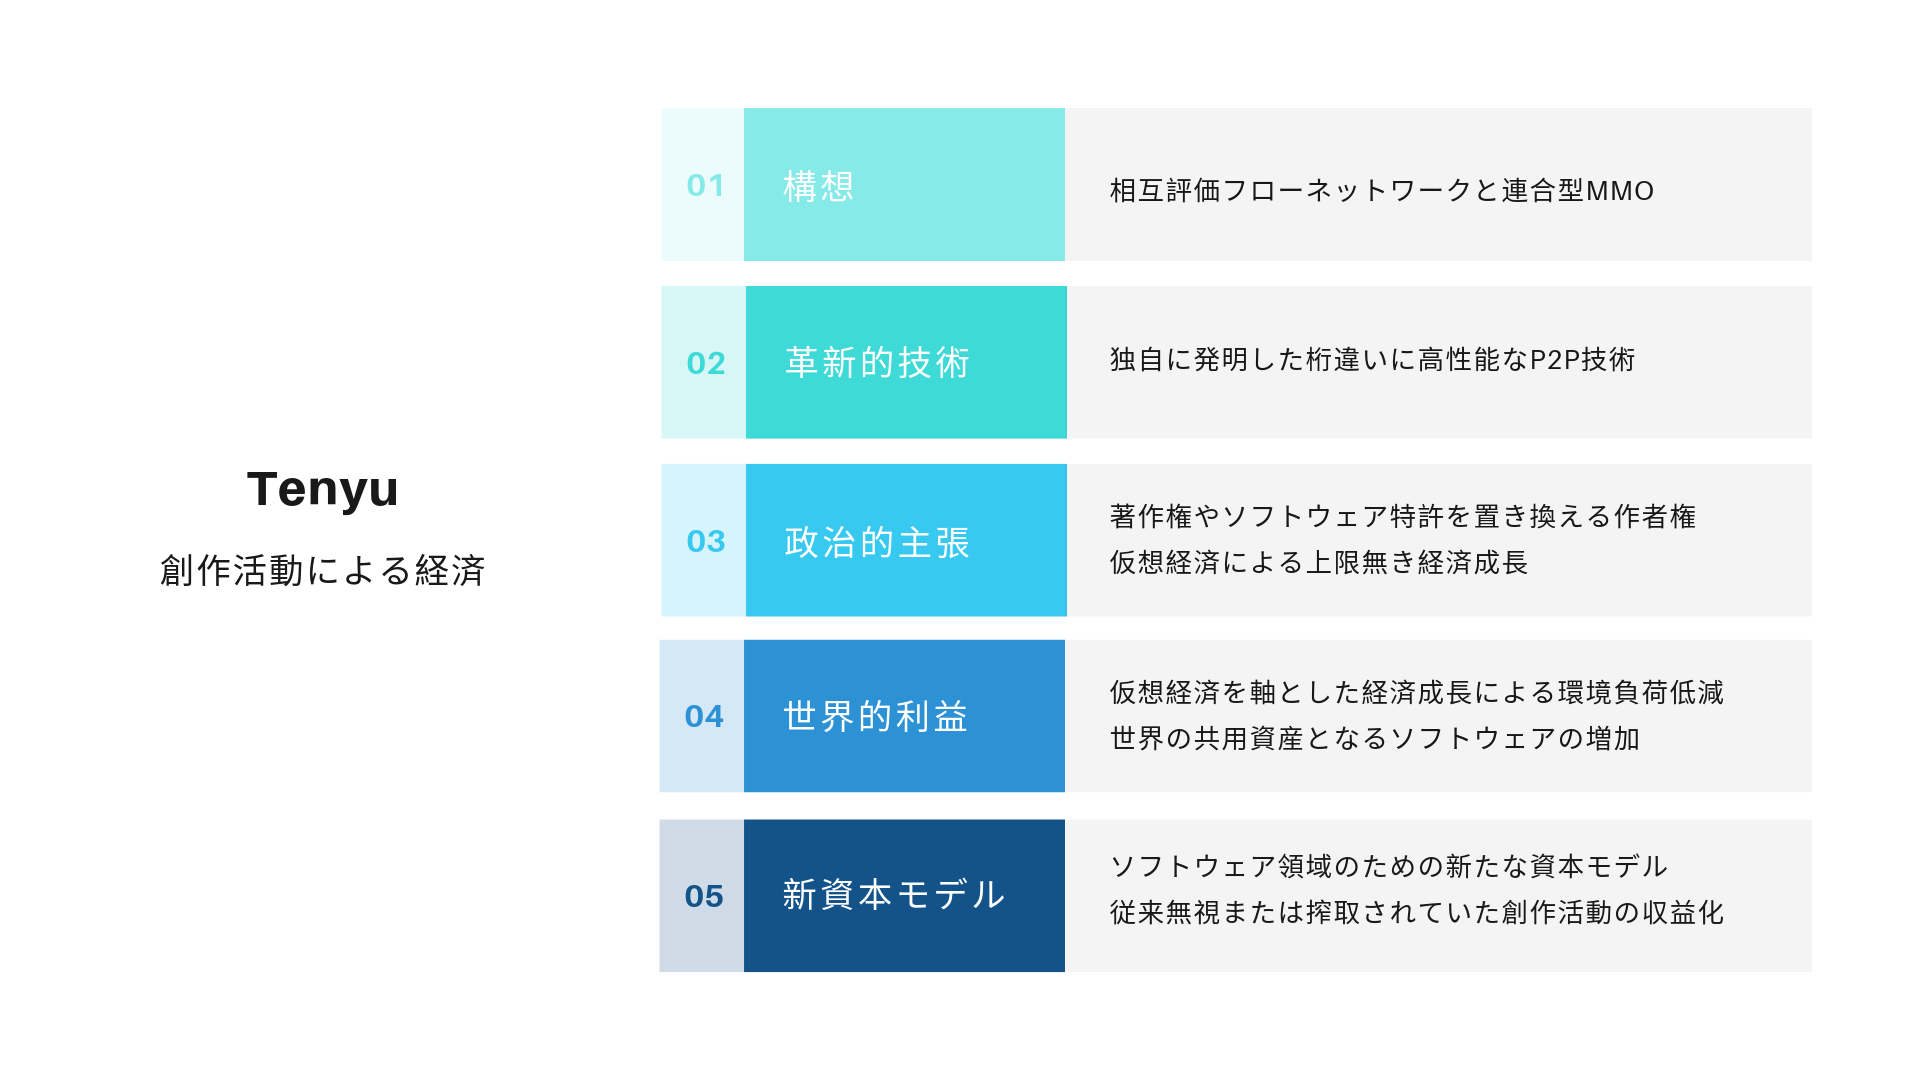 Tenyu
創作活動による経済
01
構想
相互評価フローネットワークと連合型MMO
02
革新的技術
独自に発明した桁違いに高性能なP2P技術
03
政治的主張
著作権やソフトウェア特許を置き換える作者権
仮想経済による上限無き経済成長
04
世界的利益
仮想経済を軸とした経済成長による環境負荷低減
世界の共用資産となるソフトウェアの増加
05
新資本モデル
ソフトウェア領域のための新たな資本モデル
従来無視または搾取されていた創作活動の収益化